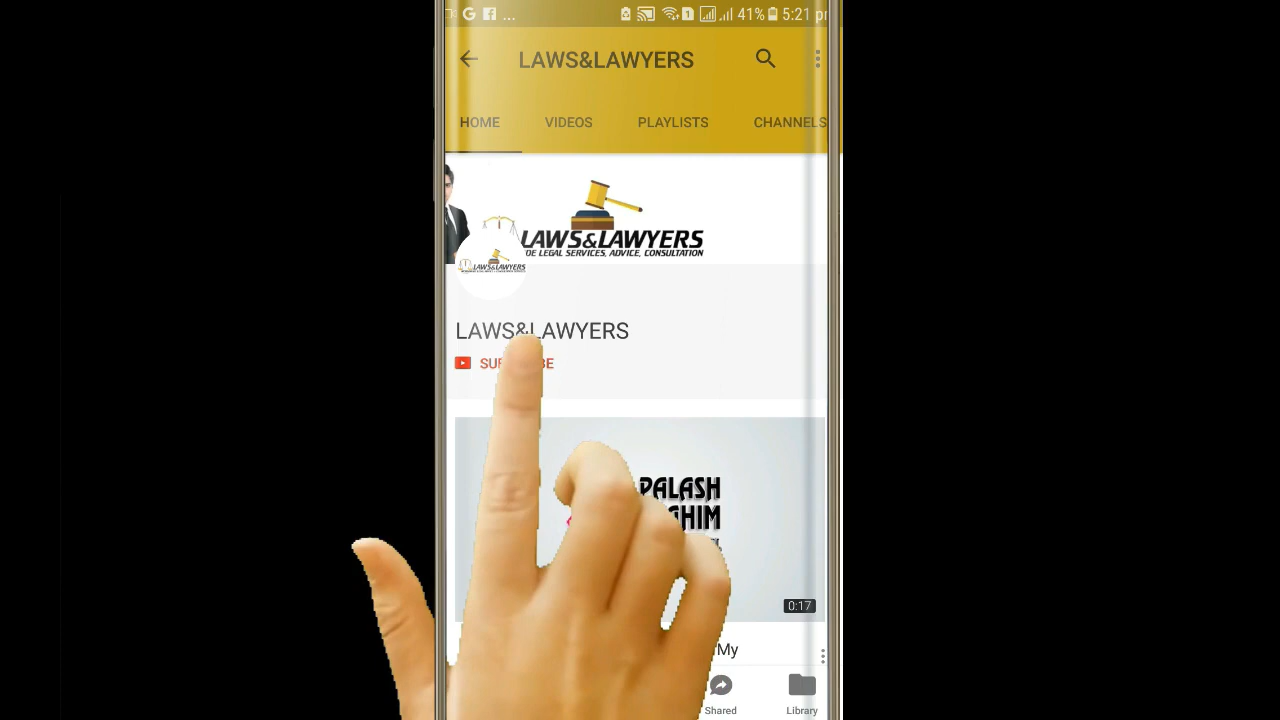 G f ... 1 41% 5:21
LAWS&LAWYERS
HOME VIDEOS PLAYLISTS CHANNELS
LAWS&LAWYERS
LEGAL SERVICES, ADVICE, CONSULTATION
LAWS&LAWYERS
LAWS&LAWYERS
PALASH
0:17
My
Shared Library